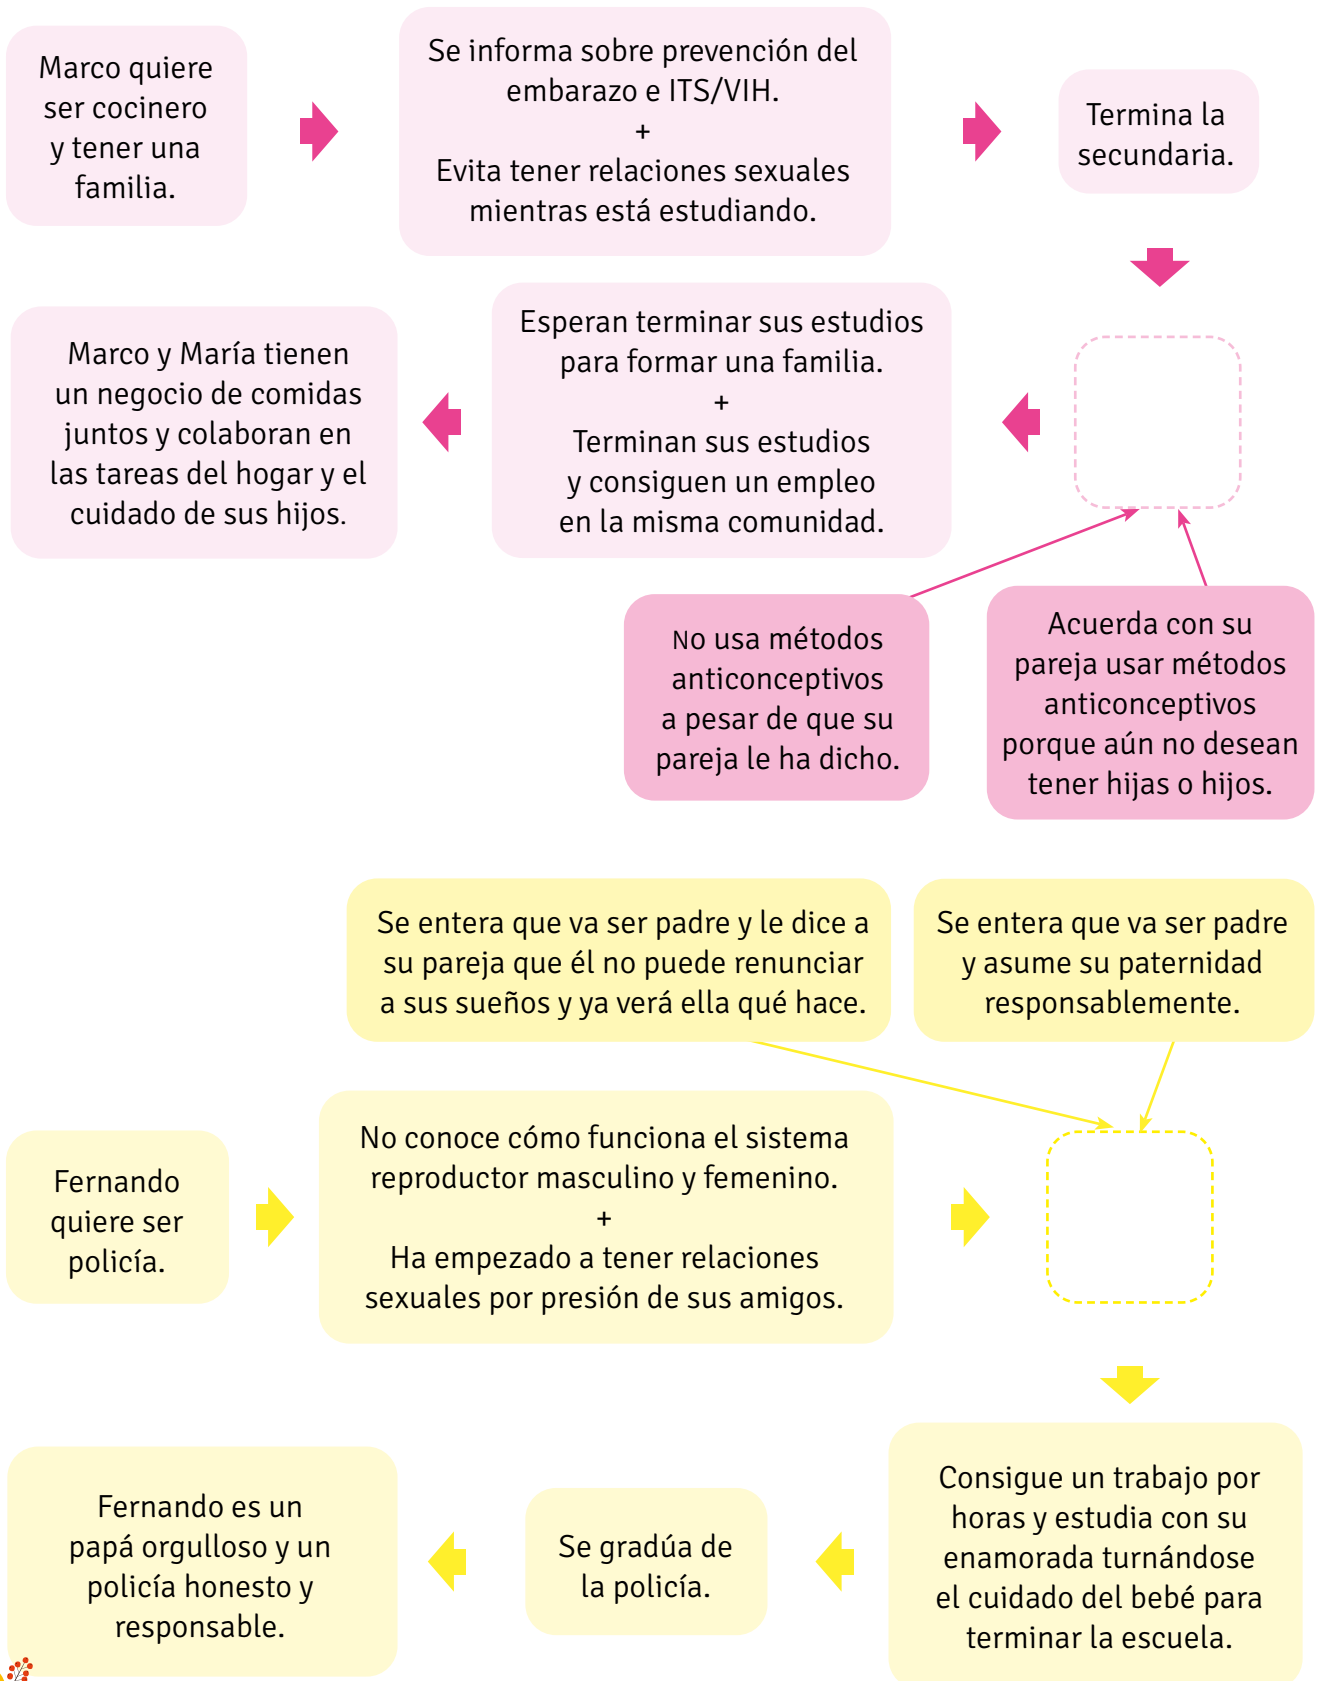 Marco quiere
ser cocinero
y tener una
familia.
Se informa sobre prevención del
embarazo e ITS/VIH.
+
Evita tener relaciones sexuales
mientras está estudiando.
Termina la
secundaria.
Esperan terminar sus estudios
para formar una familia.
+
Terminan sus estudios
y consiguen un empleo
en la misma comunidad.
Marco y María tienen
un negocio de comidas
juntos y colaboran en
las tareas del hogar y el
cuidado de sus hijos.
No usa métodos
anticonceptivos
a pesar de que su
pareja le ha dicho.
Acuerda con su
pareja usar métodos
anticonceptivos
porque aún no desean
tener hijas o hijos.
Se entera que va ser padre y le dice a
su pareja que él no puede renunciar
a sus sueños y ya verá ella qué hace.
Se entera que va ser padre
y asume su paternidad
responsablemente.
Fernando
quiere ser
policía.
No conoce cómo funciona el sistema
reproductor masculino y femenino.
+
Ha empezado a tener relaciones
sexuales por presión de sus amigos.
Consigue un trabajo por
horas y estudia con su
enamorada turnándose
el cuidado del bebé para
terminar la escuela.
Se gradúa de
la policía.
Fernando es un
papá orgulloso y un
policía honesto y
responsable.